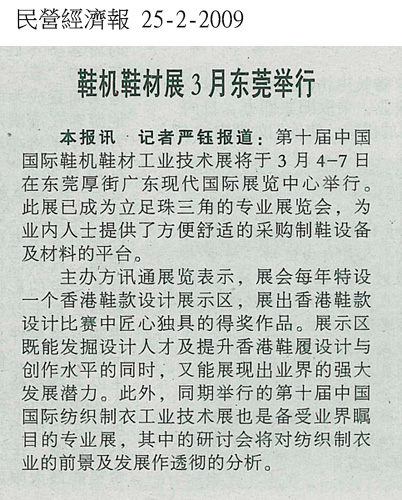 民營經濟報 25-2-2009
鞋机鞋材展3月东莞举行
本报讯 · 记者严钰报道：第十届中国
国际鞋机鞋材工业技术展将于3月4-7日
在东莞厚街广东现代国际展览中心举行。
此展已成为立足珠三角的专业展览会，为
业内人士提供了方便舒适的采购制鞋设备
及材料的平台。
主办方讯通展览表示，展会每年特设
一个香港鞋款设计展示区，展出香港鞋款
设计比赛中匠心独具的得奖作品。展示区
既能发掘设计人才及提升香港鞋履设计与
创作水平的同时，又能展现出业界的强大
发展潜力。此外，同期举行的第十届中国
国际纺织制衣工业技术展也是备受业界瞩
目的专业展，其中的研讨会将对纺织制衣
业的前景及发展作透彻的分析。